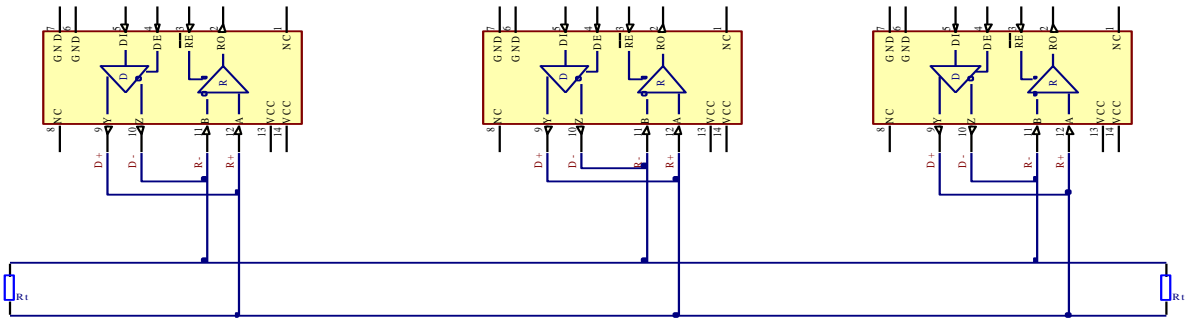 7 6 5 4 3 2 1
GND GND DI DE RE RO NC
D R
NC Y Z B A VCC VCC
8 9 10 11 12 13 14
D+ D- R- R+
7 6 5 4 3 2 1
GND GND DI DE RE RO NC
D R
NC Y Z B A VCC VCC
8 9 10 11 12 13 14
D+ D- R- R+
7 6 5 4 3 2 1
GND GND DI DE RE RO NC
D R
NC Y Z B A VCC VCC
8 9 10 11 12 13 14
D+ D- R- R+
Rt
Rt